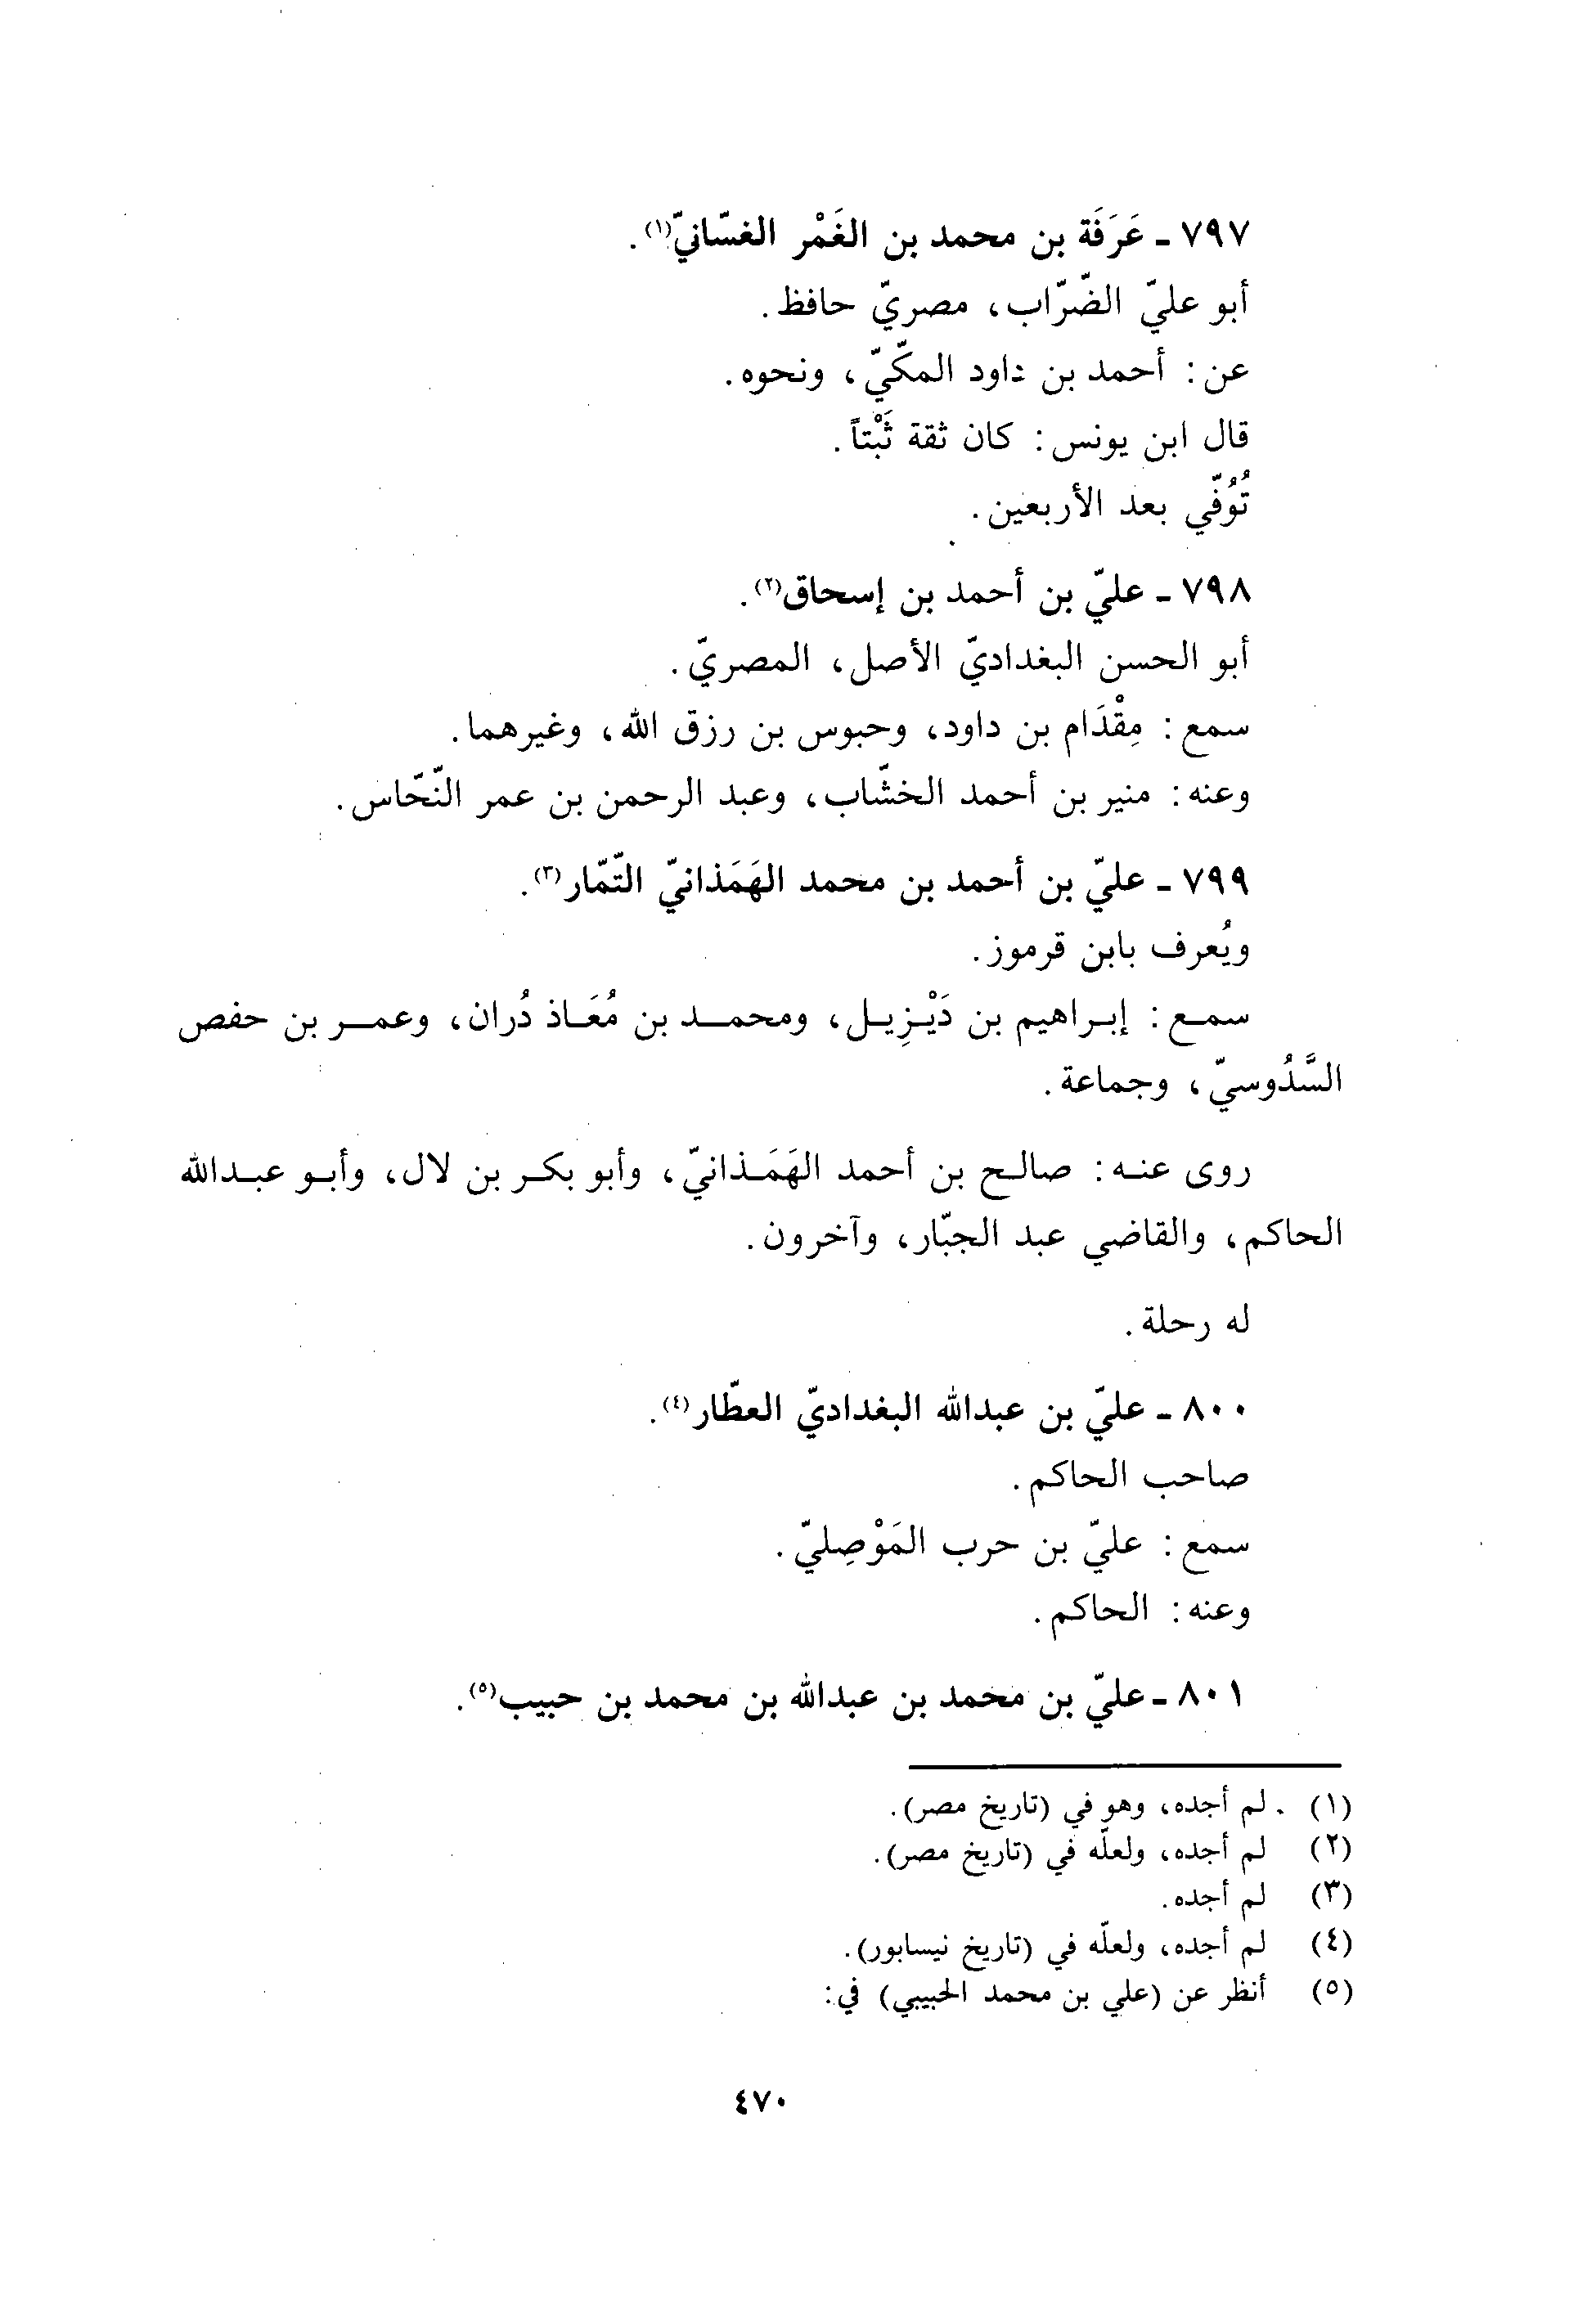 ٧٩٧ ـ عَرَفَة بن محمد بن الغَمْر الغسّانيّ(١).
أبو عليّ الضّرّاب، مصريّ حافظ.
عن: أحمد بن داود المكّيّ، ونحوه.
قال ابن يونس: كان ثقة ثَبْتاً.
تُوُفّي بعد الأربعين.
٧٩٨ ـ عليّ بن أحمد بن إسحاق(٢).
أبو الحسن البغداديّ الأصل، المصريّ.
سمع: مِقْدَام بن داود، وحبوس بن رزق الله، وغيرهما.
وعنه: منير بن أحمد الخشّاب، وعبد الرحمن بن عمر النّحّاس.
٧٩٩ ـ عليّ بن أحمد بن محمد الهَمَذانيّ التّمّار(٣).
ويُعرف بابن قرموز.
سمع: إبراهيم بن دَيْزِيل، ومحمد بن مُعَاذ دُران، وعمر بن حفص
السَّدُوسيّ، وجماعة.
روى عنه: صالح بن أحمد الهَمَذانيّ، وأبو بكر بن لال، وأبو عبدالله
الحاكم، والقاضي عبد الجبّار، وآخرون.
له رحلة.
٨٠٠ ـ عليّ بن عبدالله البغداديّ العطّار(٤).
صاحب الحاكم.
سمع: عليّ بن حرب المَوْصِليّ.
وعنه: الحاكم.
٨٠١ ـ عليّ بن محمد بن عبدالله بن محمد بن حبيب(٥).
(١) . لم أجده، وهو في (تاريخ مصر).
(٢) لم أجده، ولعلّه في (تاريخ مصر).
(٣) لم أجده.
(٤) لم أجده، ولعلّه في (تاريخ نيسابور).
(٥) أنظر عن (علي بن محمد الحبيبي) في:
٤٧٠